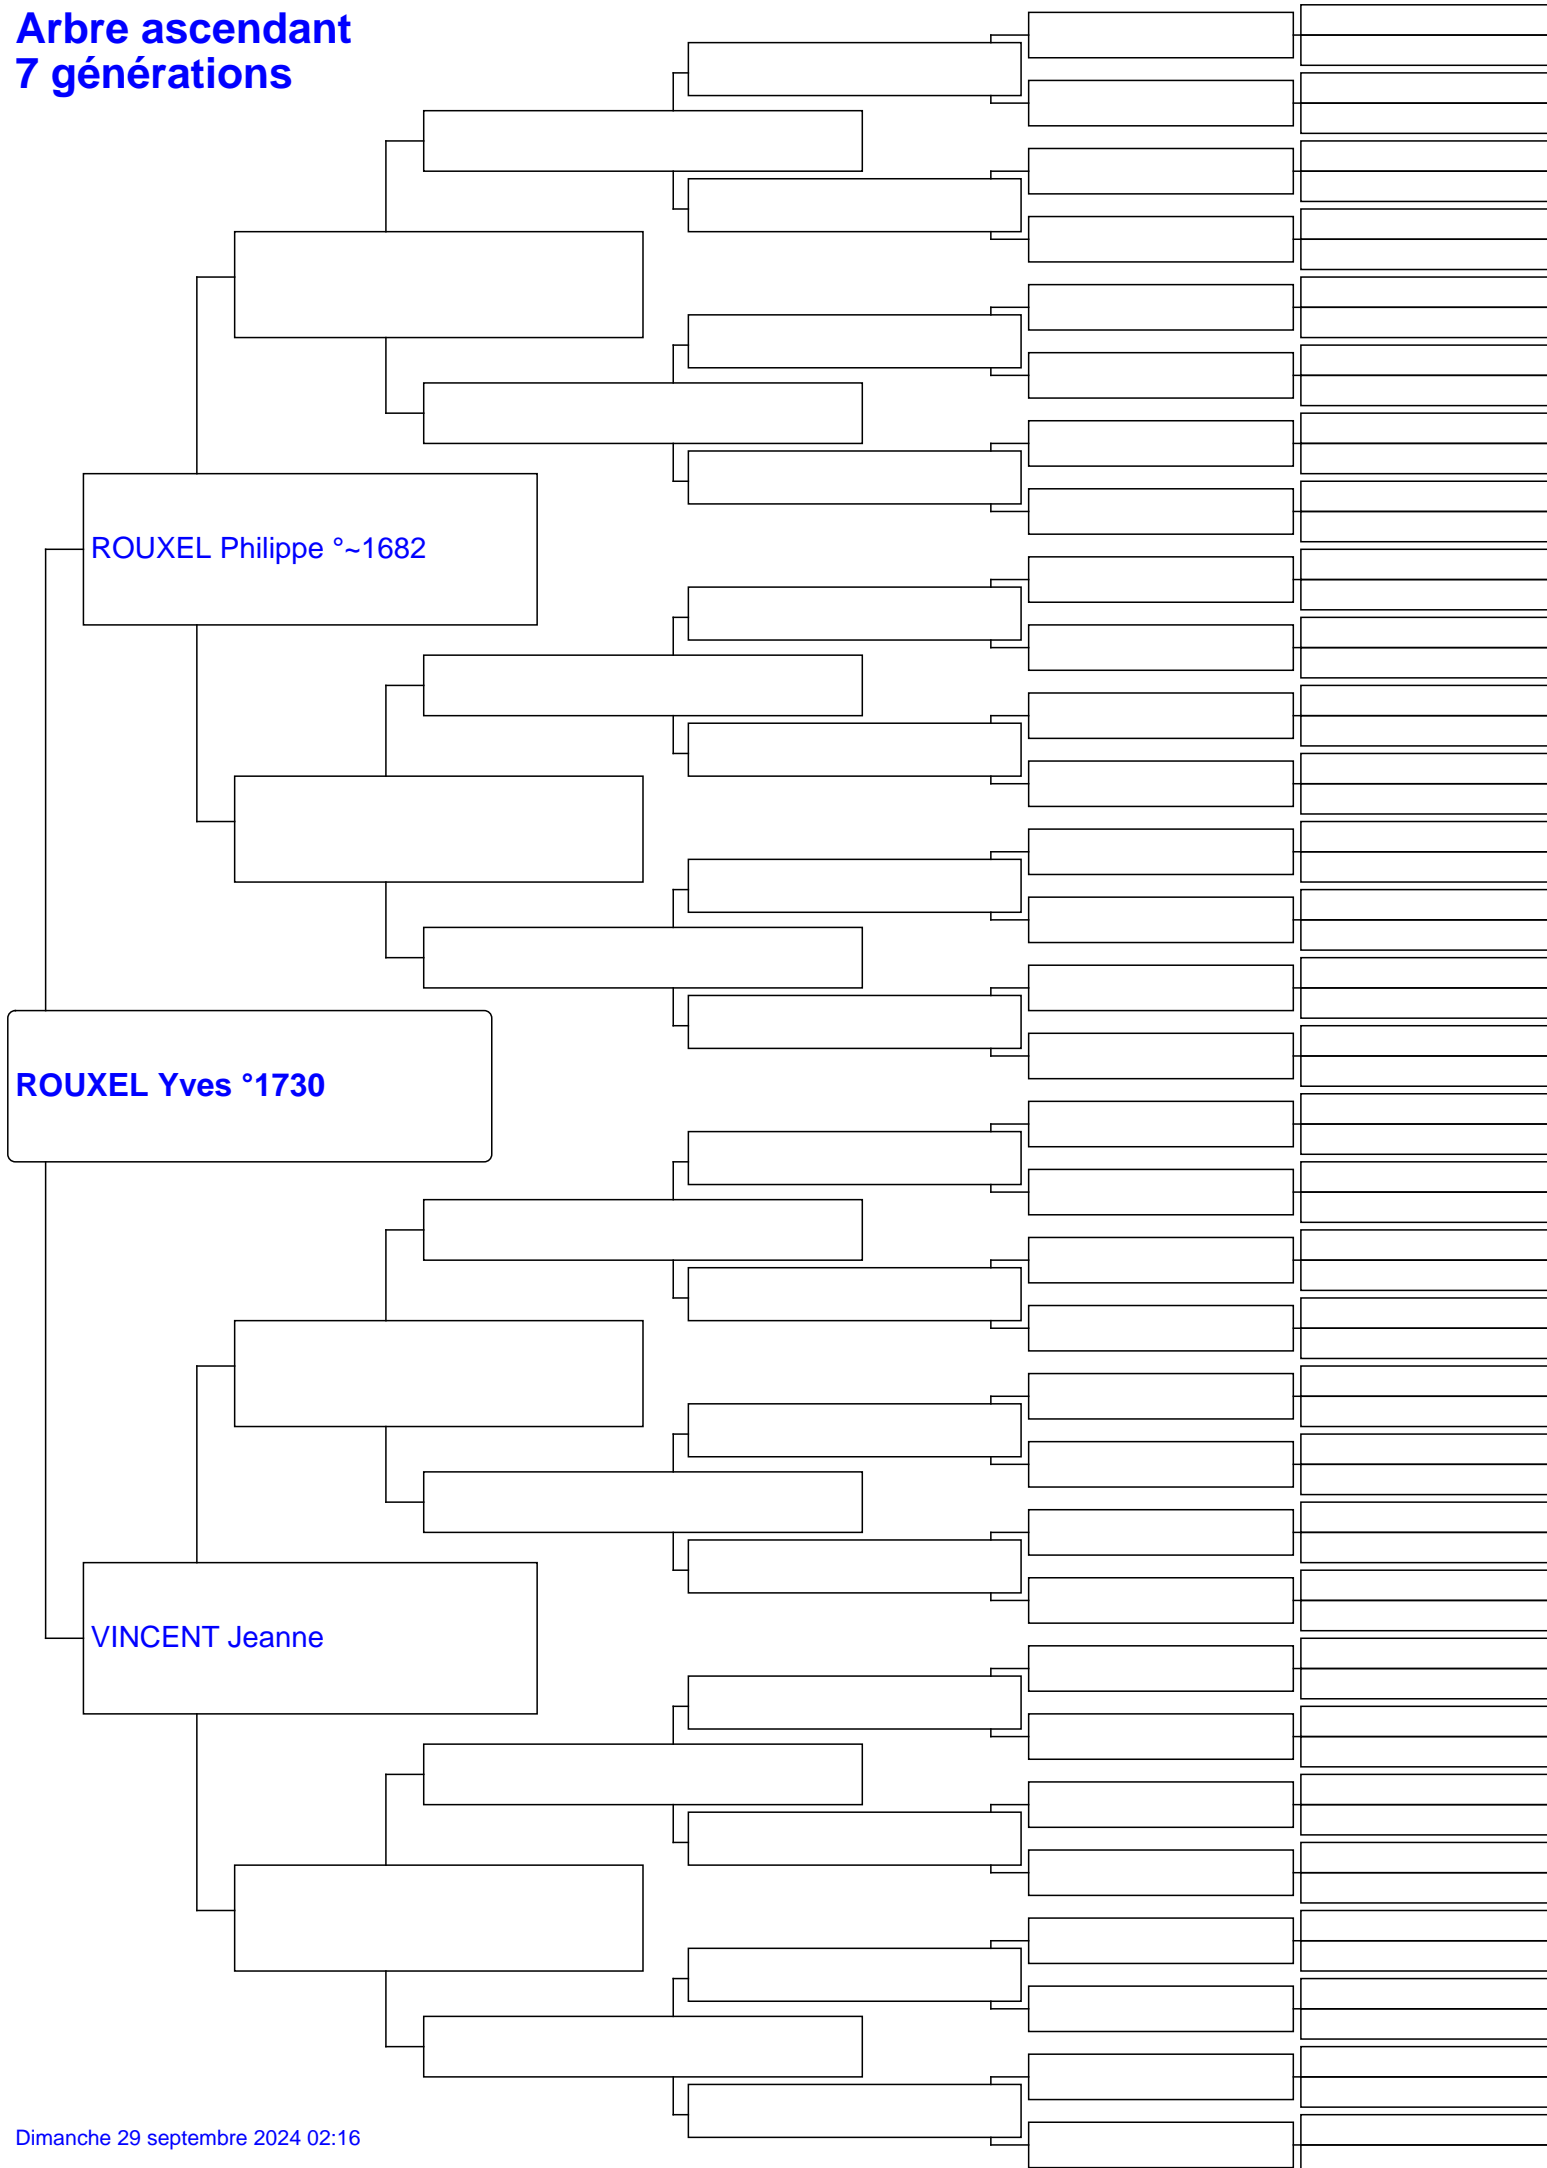 Arbre ascendant
7 générations
ROUXEL Philippe °~1682
ROUXEL Yves °1730
VINCENT Jeanne
Dimanche 29 septembre 2024 02:16